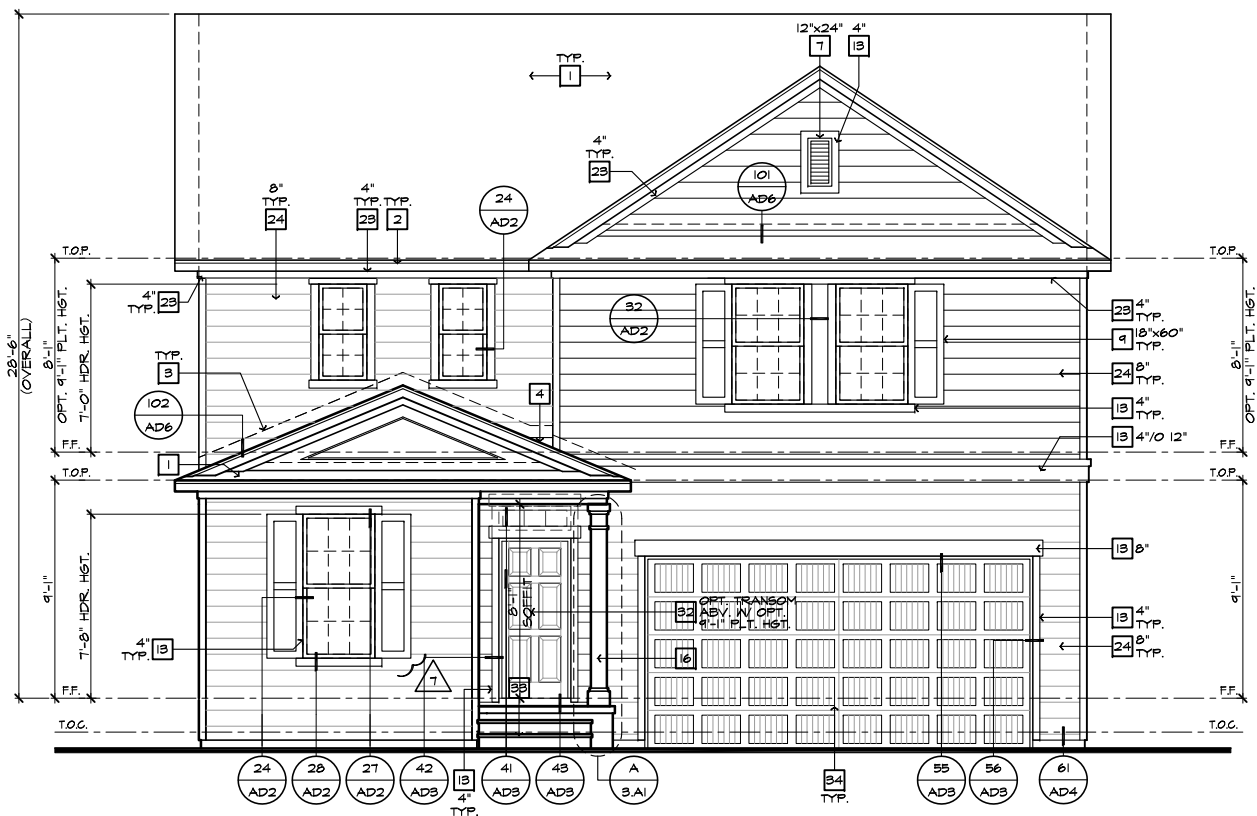 12"x24" 4"
7 13
TYP.
1
4"
TYP.
23
101
AD6
8"
TYP.
24
4"
TYP.
23
TYP.
2
24
AD2
T.O.P.
T.O.P.
4"
TYP.
23
32
AD2
23 4"
TYP.
9 18"x60"
TYP.
24 8"
TYP.
13 4"
TYP.
13 4"/O 12"
28'-6"
(OVERALL)
8'-1"
OPT. 9'-1" PLT. HGT.
7'-0" HDR. HGT.
8'-1"
OPT. 9'-1" PLT. HGT.
TYP.
3
4
102
AD6
F.F.
F.F.
1
T.O.P.
T.O.P.
13 8"
9'-1"
7'-8" HDR. HGT.
8'-1"
SOFFIT
32 OPT. TRANSOM
ABV. W/ OPT.
9'-1" PLT. HGT.
9'-1"
13 4"
TYP.
24 8"
TYP.
4"
TYP.
13
16
7
33
F.F.
F.F.
T.O.C.
T.O.C.
24
AD2
28
AD2
27
AD2
42
AD3
13
4"
TYP.
41
AD3
43
AD3
A
3.A1
34
TYP.
55
AD3
56
AD3
61
AD4